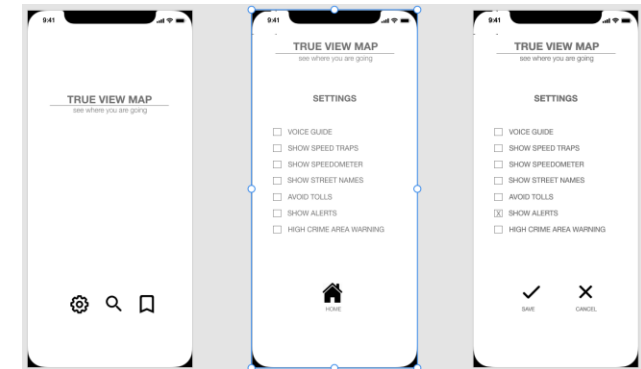 9:41
TRUE VIEW MAP
see where you are going
9:41
TRUE VIEW MAP
see where you are going
SETTINGS
VOICE GUIDE
SHOW SPEED TRAPS
SHOW SPEEDOMETER
SHOW STREET NAMES
AVOID TOLLS
SHOW ALERTS
HIGH CRIME AREA WARNING
HOME
9:41
TRUE VIEW MAP
see where you are going
SETTINGS
VOICE GUIDE
SHOW SPEED TRAPS
SHOW SPEEDOMETER
SHOW STREET NAMES
AVOID TOLLS
X SHOW ALERTS
HIGH CRIME AREA WARNING
SAVE CANCEL